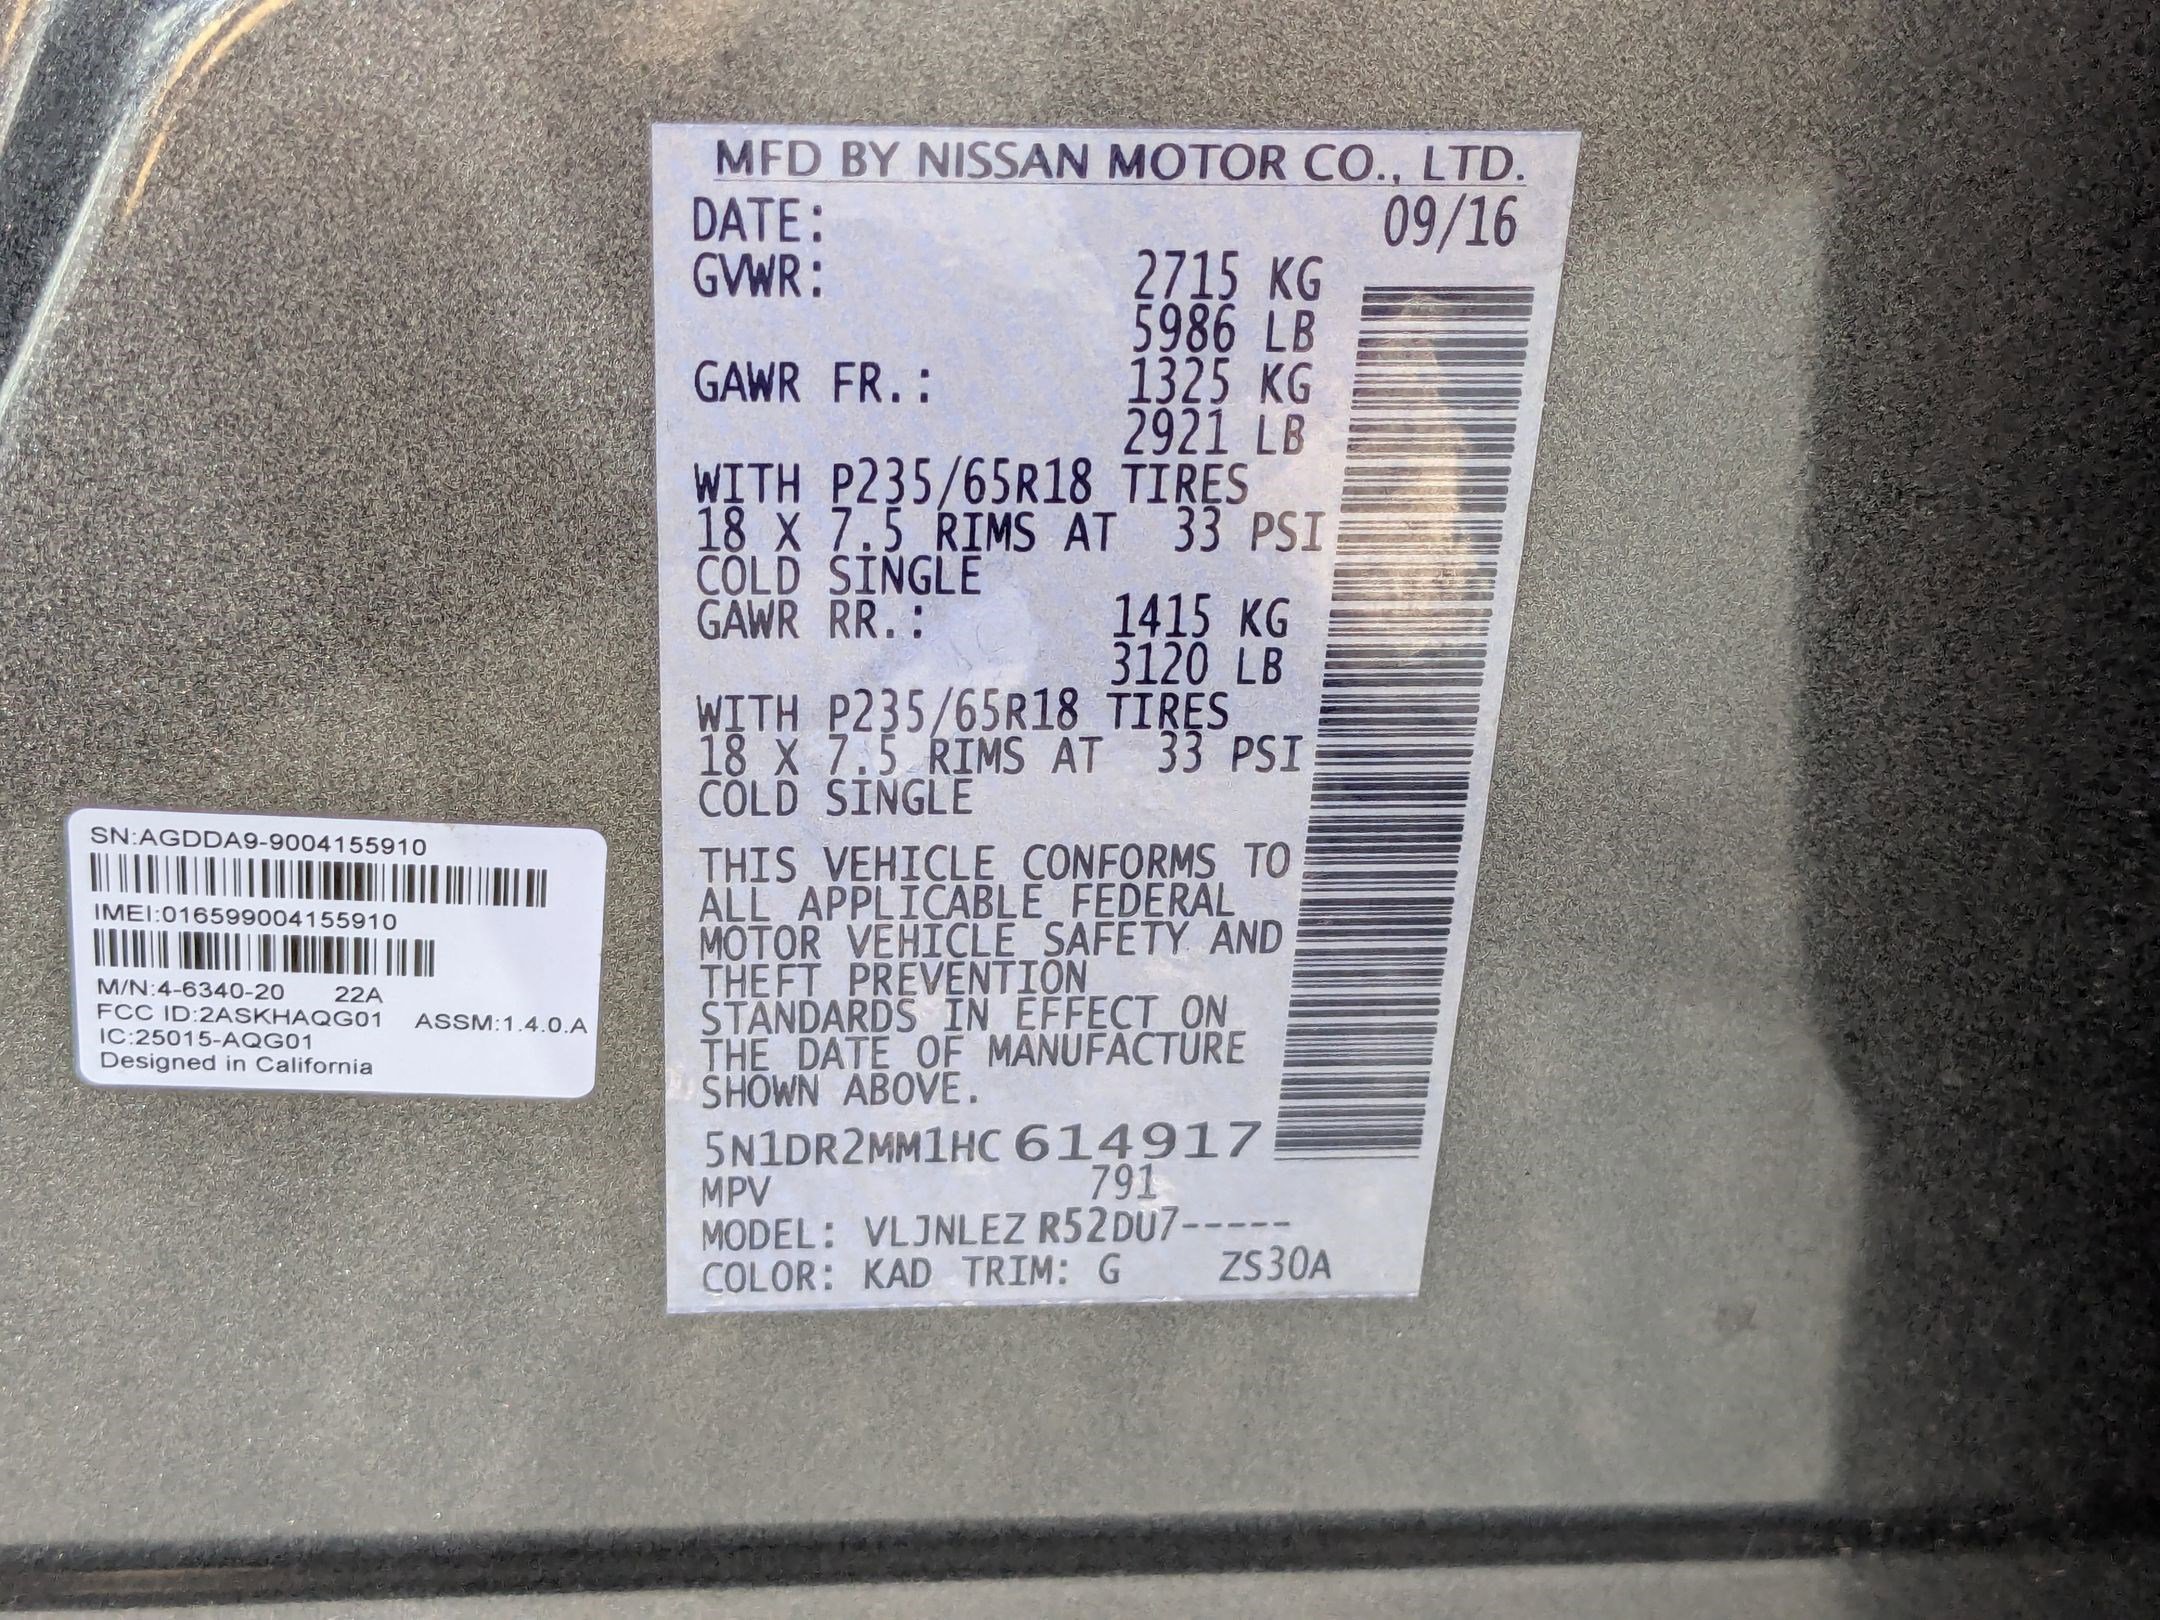 MFD BY NISSAN MOTOR CO., LTD.
DATE: 09/16
GVWR: 2715 KG
5986 LB
GAWR FR.: 1325 KG
2921 LB
WITH P235/65R18 TIRES
18 X 7.5 RIMS AT 33 PSI
COLD SINGLE
GAWR RR.: 1415 KG
3120 LB
WITH P235/65R18 TIRES
18 X 7.5 RIMS AT 33 PSI
COLD SINGLE
THIS VEHICLE CONFORMS TO
ALL APPLICABLE FEDERAL
MOTOR VEHICLE SAFETY AND
THEFT PREVENTION
STANDARDS IN EFFECT ON
THE DATE OF MANUFACTURE
SHOWN ABOVE.
5N1DR2MM1HC614917
MPV 791
MODEL: VLJNLEZ R52DU7-----
COLOR: KAD TRIM: G ZS30A
SN:AGDDA9-9004155910
IMEI:016599004155910
M/N:4-6340-20 22A
FCC ID:2ASKHAQG01 ASSM:1.4.0.A
IC:25015-AQG01
Designed in California